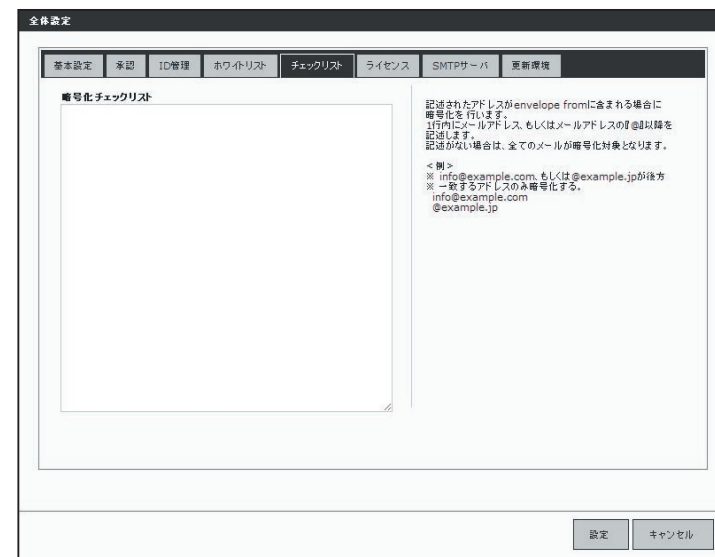 全体設定
基本設定 承認 ID管理 ホワイトリスト チェックリスト ライセンス SMTPサーバ 更新環境
暗号化チェックリスト
記述されたアドレスがenvelope fromに含まれる場合に
暗号化を行います。
1行内にメールアドレス、もしくはメールアドレスの『@』以降を
記述します。
記述がない場合は、全てのメールが暗号化対象となります。
<例>
※ info@example.com、もしくは@example.jpが後方
※ 一致するアドレスのみ暗号化する。
info@example.com
@example.jp
設定 キャンセル